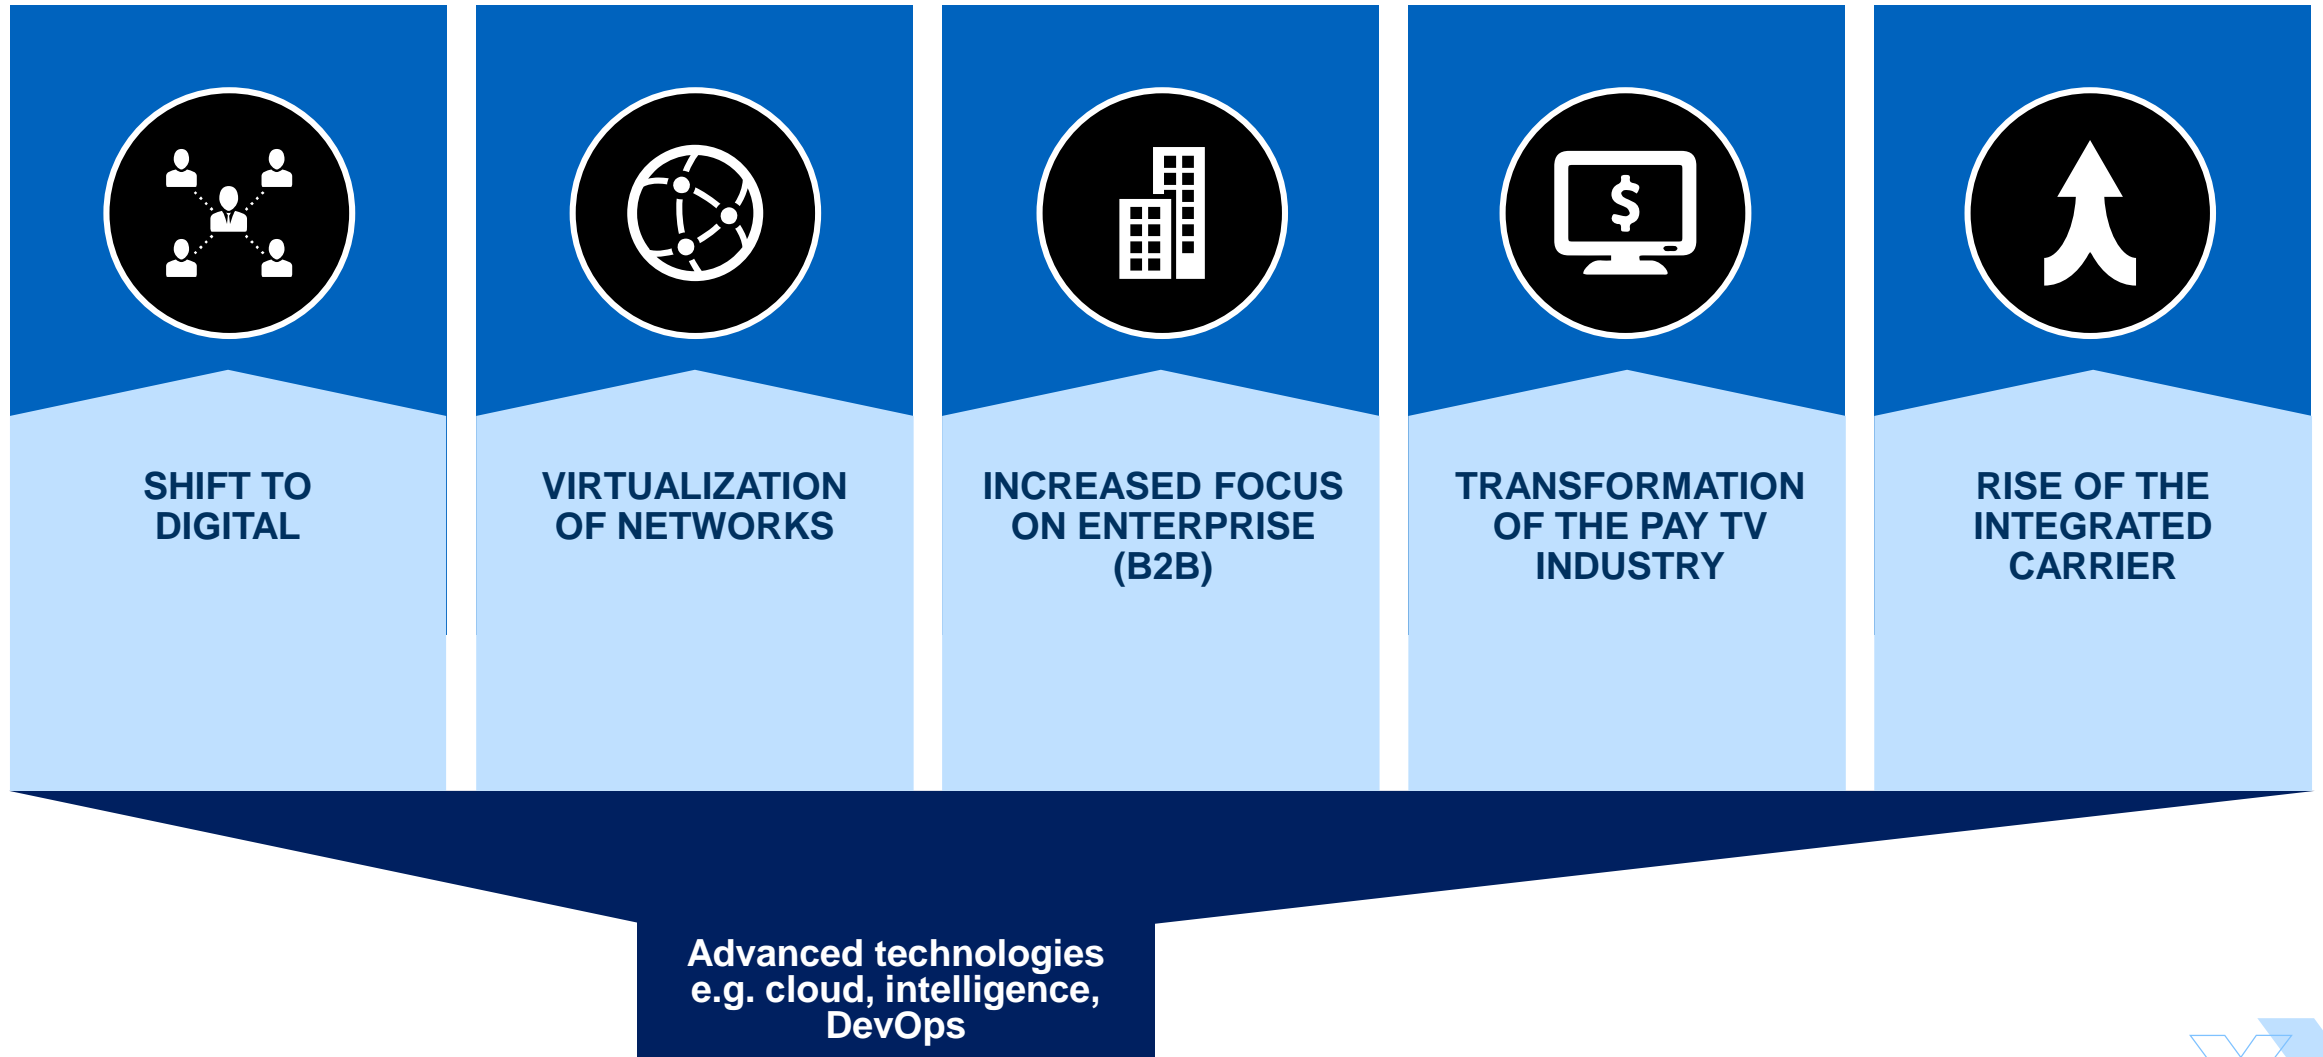 SHIFT TO
DIGITAL
VIRTUALIZATION
OF NETWORKS
INCREASED FOCUS
ON ENTERPRISE
(B2B)
TRANSFORMATION
OF THE PAY TV
INDUSTRY
RISE OF THE
INTEGRATED
CARRIER
$
Advanced technologies
e.g. cloud, intelligence,
DevOps